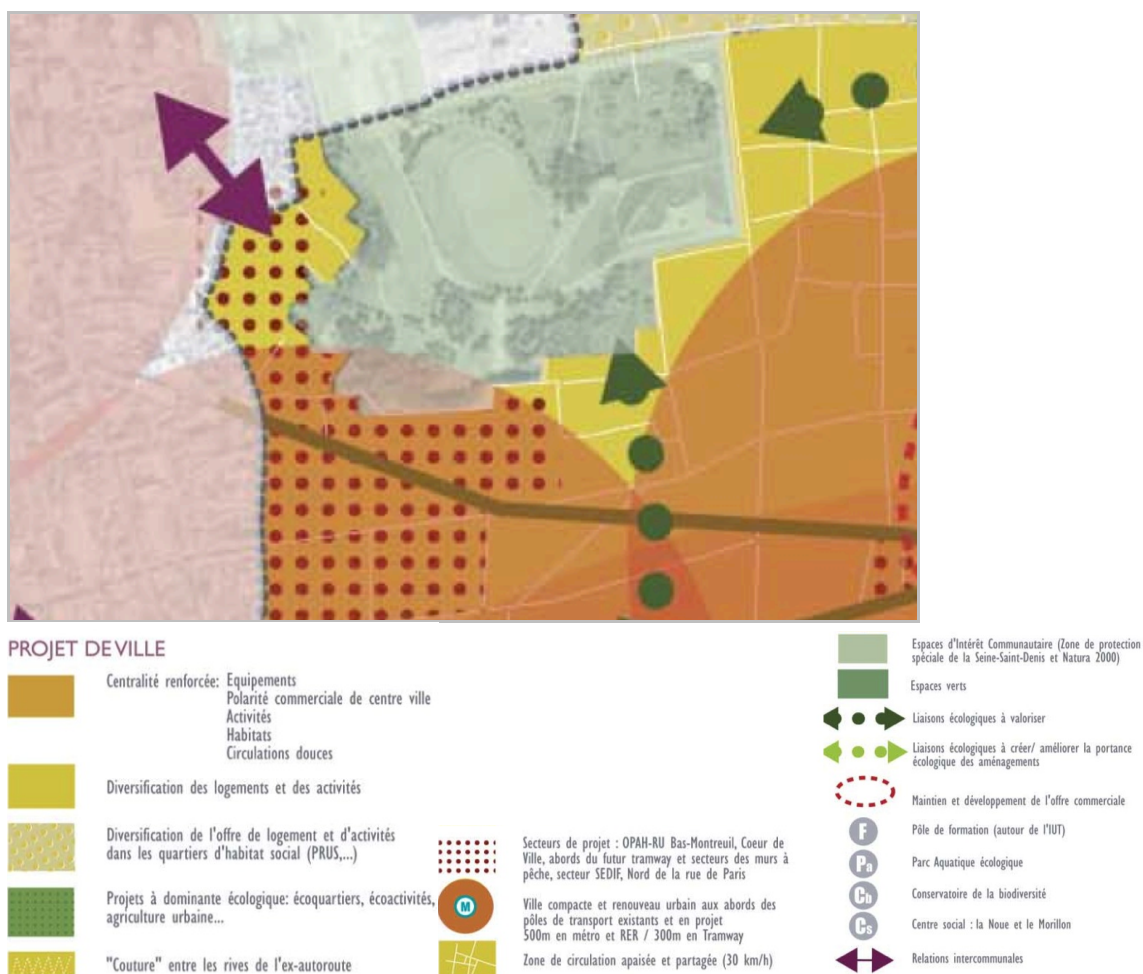 PROJET DE VILLE
Centralité renforcée: Equipements
Polarité commerciale de centre ville
Activités
Habitats
Circulations douces
Diversification des logements et des activités
Diversification de l'offre de logement et d'activités
dans les quartiers d'habitat social (PRUS,...)
Projets à dominante écologique: écoquartiers, écoactivités,
agriculture urbaine...
"Couture" entre les rives de l'ex-autoroute
Secteurs de projet : OPAH-RU Bas-Montreuil, Coeur de
Ville, abords du futur tramway et secteurs des murs à
pêche, secteur SEDIF, Nord de la rue de Paris
M
Ville compacte et renouveau urbain aux abords des
pôles de transport existants et en projet
500m en métro et RER / 300m en Tramway
Zone de circulation apaisée et partagée (30 km/h)
Espaces d'Intérêt Communautaire (Zone de protection
spéciale de la Seine-Saint-Denis et Natura 2000)
Espaces verts
Liaisons écologiques à valoriser
Liaisons écologiques à créer/ améliorer la portance
écologique des aménagements
Maintien et développement de l'offre commerciale
F Pôle de formation (autour de l'IUT)
Pa Parc Aquatique écologique
Cb Conservatoire de la biodiversité
Cs Centre social : la Noue et le Morillon
Relations intercommunales